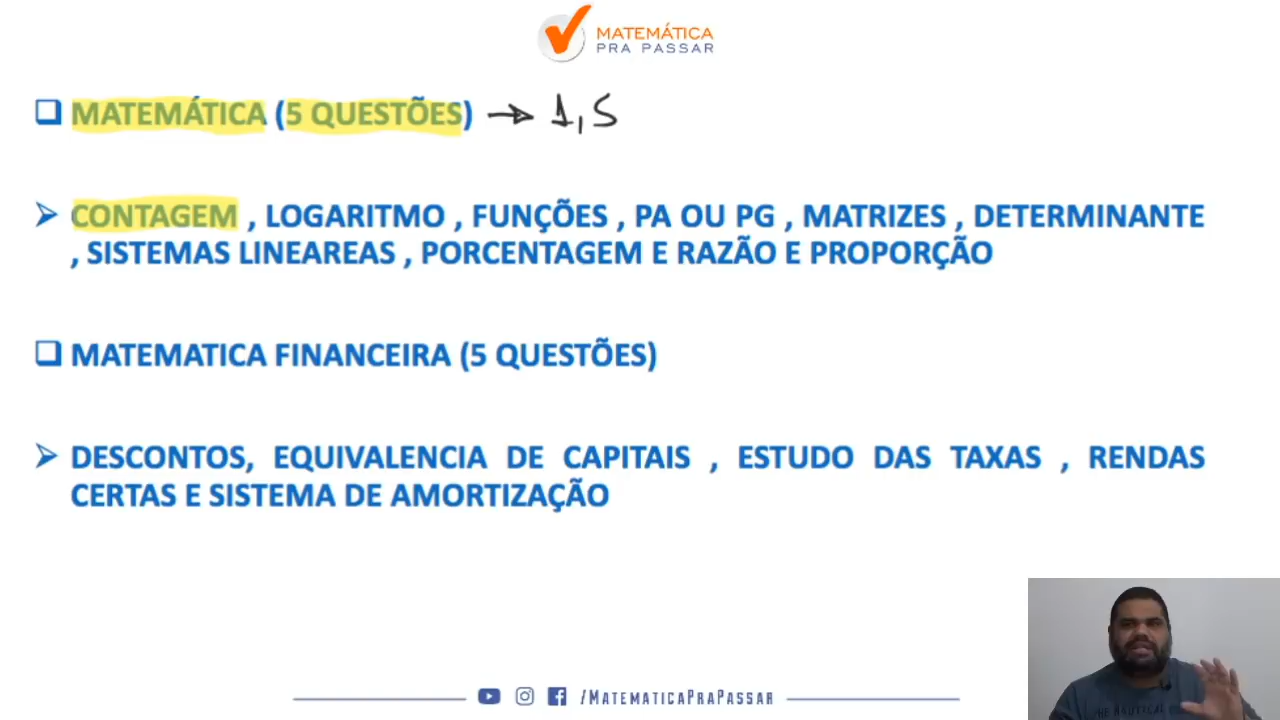 MATEMÁTICA
PRA PASSAR
MATEMÁTICA (5 QUESTÕES) → 1,5
CONTAGEM , LOGARITMO , FUNÇÕES , PA OU PG , MATRIZES , DETERMINANTE
, SISTEMAS LINEAREAS , PORCENTAGEM E RAZÃO E PROPORÇÃO
MATEMATICA FINANCEIRA (5 QUESTÕES)
DESCONTOS, EQUIVALENCIA DE CAPITAIS , ESTUDO DAS TAXAS , RENDAS
CERTAS E SISTEMA DE AMORTIZAÇÃO
/MATEMATICAPRAPASSAR